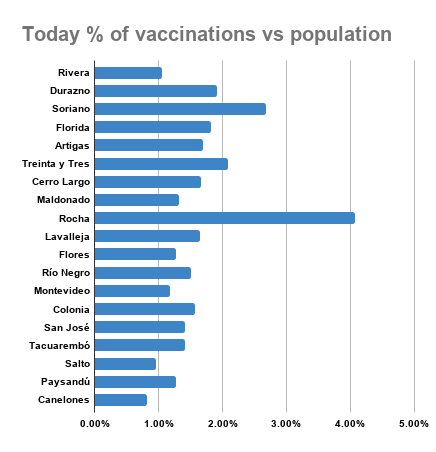 Today % of vaccinations vs population
Rivera
Durazno
Soriano
Florida
Artigas
Treinta y Tres
Cerro Largo
Maldonado
Rocha
Lavalleja
Flores
Río Negro
Montevideo
Colonia
San José
Tacuarembó
Salto
Paysandú
Canelones
0.00% 1.00% 2.00% 3.00% 4.00% 5.00%